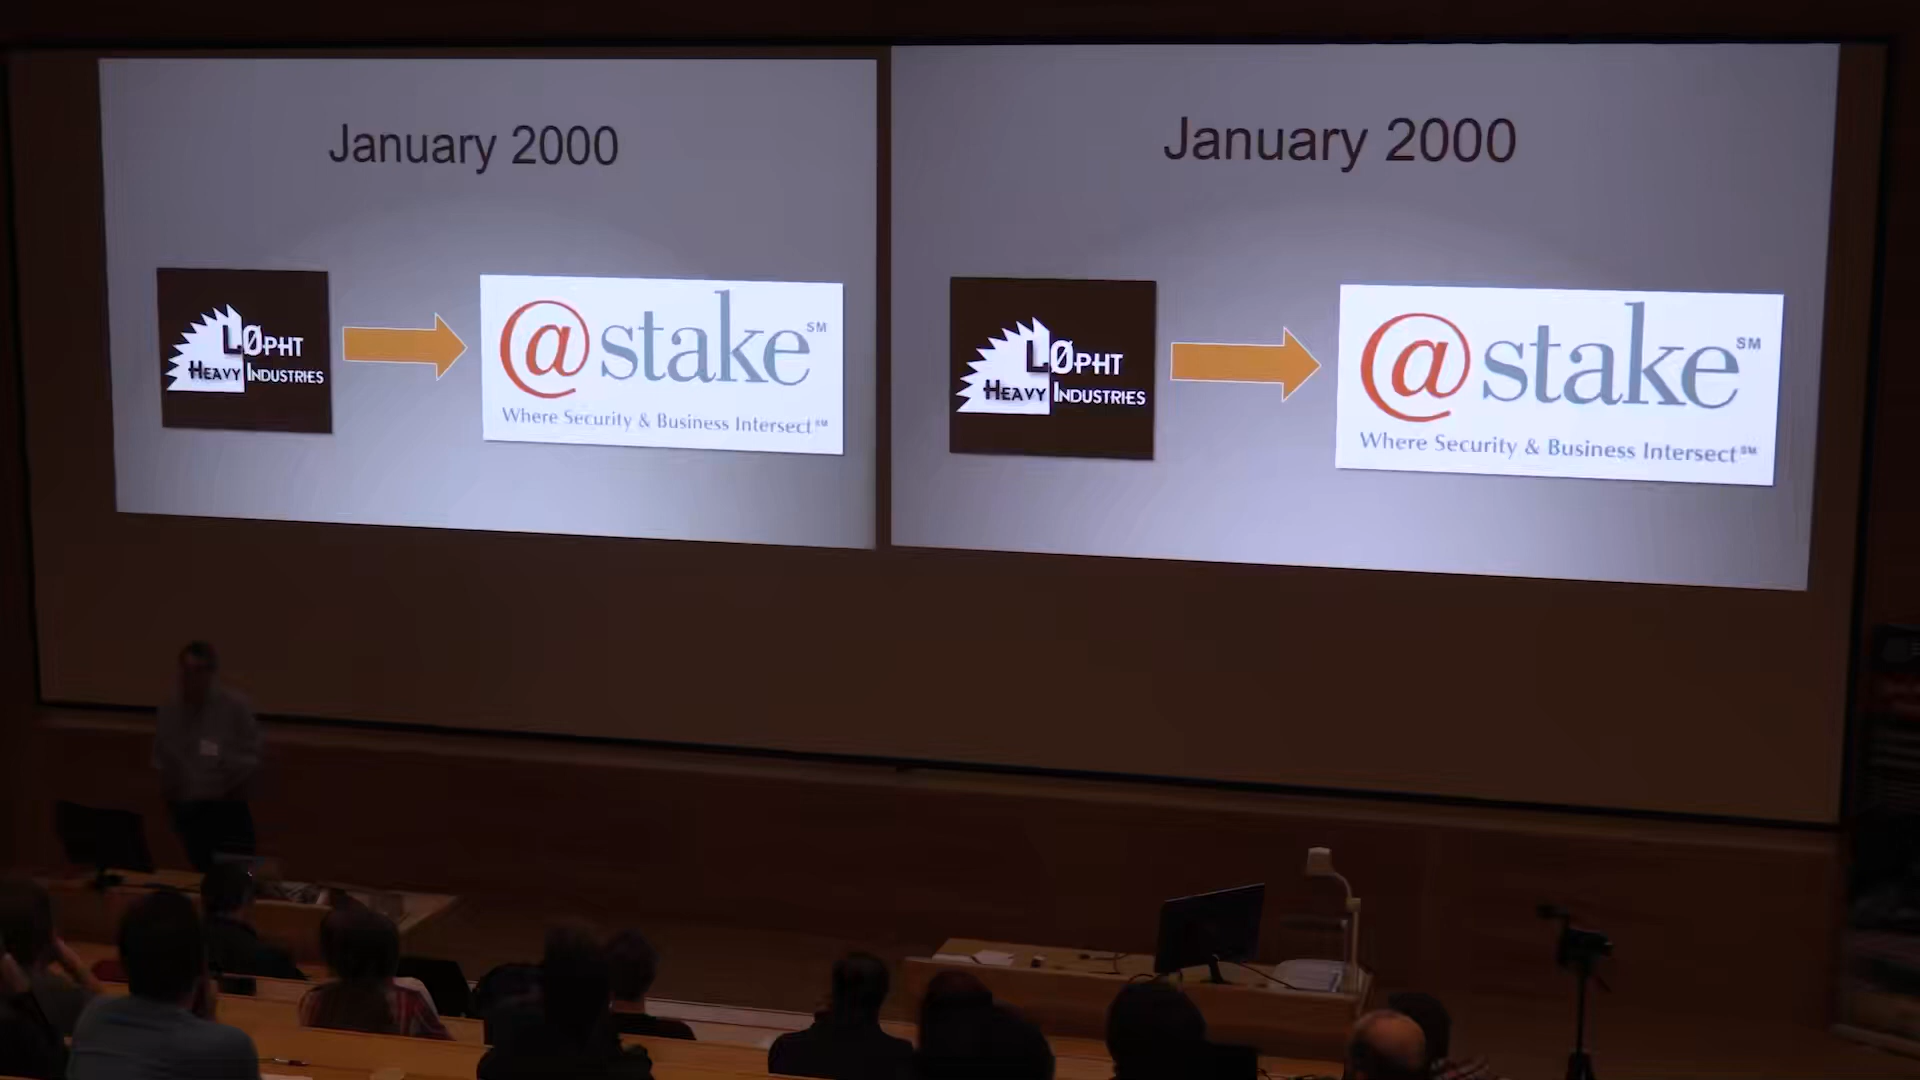 January 2000
LØPHT
HEAVY INDUSTRIES
@stake SM
Where Security & Business Intersect SM
January 2000
LØPHT
HEAVY INDUSTRIES
@stake SM
Where Security & Business Intersect SM